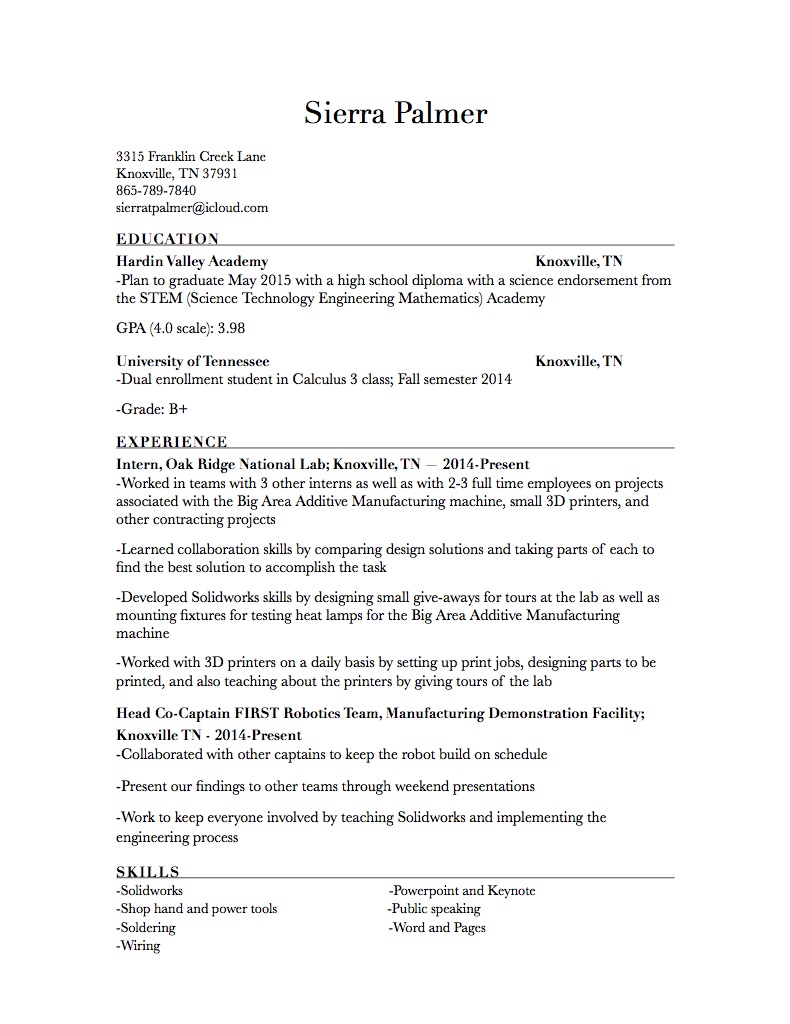 Sierra Palmer
3315 Franklin Creek Lane
Knoxville, TN 37931
865-789-7840
sierratpalmer@icloud.com
EDUCATION
Hardin Valley Academy Knoxville, TN
-Plan to graduate May 2015 with a high school diploma with a science endorsement from
the STEM (Science Technology Engineering Mathematics) Academy
GPA (4.0 scale): 3.98
University of Tennessee Knoxville, TN
-Dual enrollment student in Calculus 3 class; Fall semester 2014
-Grade: B+
EXPERIENCE
Intern, Oak Ridge National Lab; Knoxville, TN — 2014-Present
-Worked in teams with 3 other interns as well as with 2-3 full time employees on projects
associated with the Big Area Additive Manufacturing machine, small 3D printers, and
other contracting projects
-Learned collaboration skills by comparing design solutions and taking parts of each to
find the best solution to accomplish the task
-Developed Solidworks skills by designing small give-aways for tours at the lab as well as
mounting fixtures for testing heat lamps for the Big Area Additive Manufacturing
machine
-Worked with 3D printers on a daily basis by setting up print jobs, designing parts to be
printed, and also teaching about the printers by giving tours of the lab
Head Co-Captain FIRST Robotics Team, Manufacturing Demonstration Facility;
Knoxville TN - 2014-Present
-Collaborated with other captains to keep the robot build on schedule
-Present our findings to other teams through weekend presentations
-Work to keep everyone involved by teaching Solidworks and implementing the
engineering process
SKILLS
-Solidworks -Powerpoint and Keynote
-Shop hand and power tools -Public speaking
-Soldering -Word and Pages
-Wiring